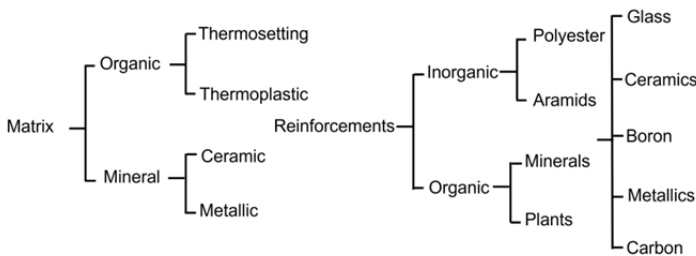 Matrix
Organic
Thermosetting
Thermoplastic
Mineral
Ceramic
Metallic
Reinforcements
Inorganic
Polyester
Aramids
Organic
Minerals
Plants
Glass
Ceramics
Boron
Metallics
Carbon